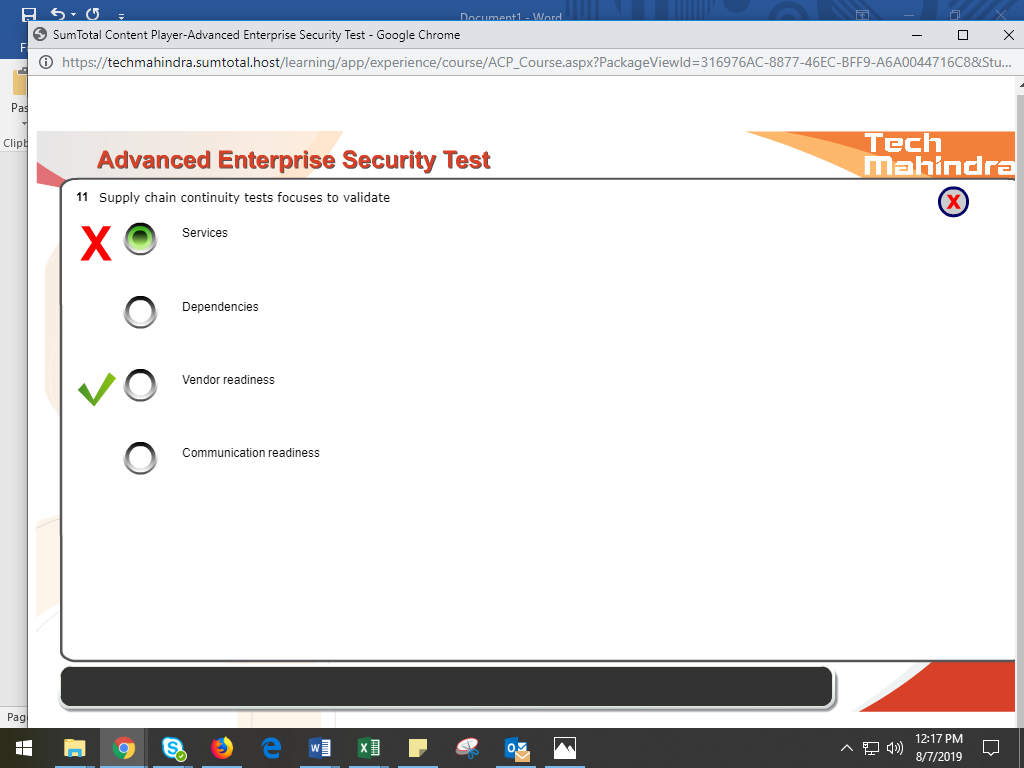 Document1 - Word
SumTotal Content Player-Advanced Enterprise Security Test - Google Chrome
https://techmahindra.sumtotal.host/learning/app/experience/course/ACP_Course.aspx?PackageViewId=316976AC-8877-46EC-BFF9-A6A0044716C8&Stu...
F
Pas
Clipb
Tech
Mahindra
Advanced Enterprise Security Test
11 Supply chain continuity tests focuses to validate
X
X
Services
Dependencies
Vendor readiness
Communication readiness
Page
12:17 PM
8/7/2019